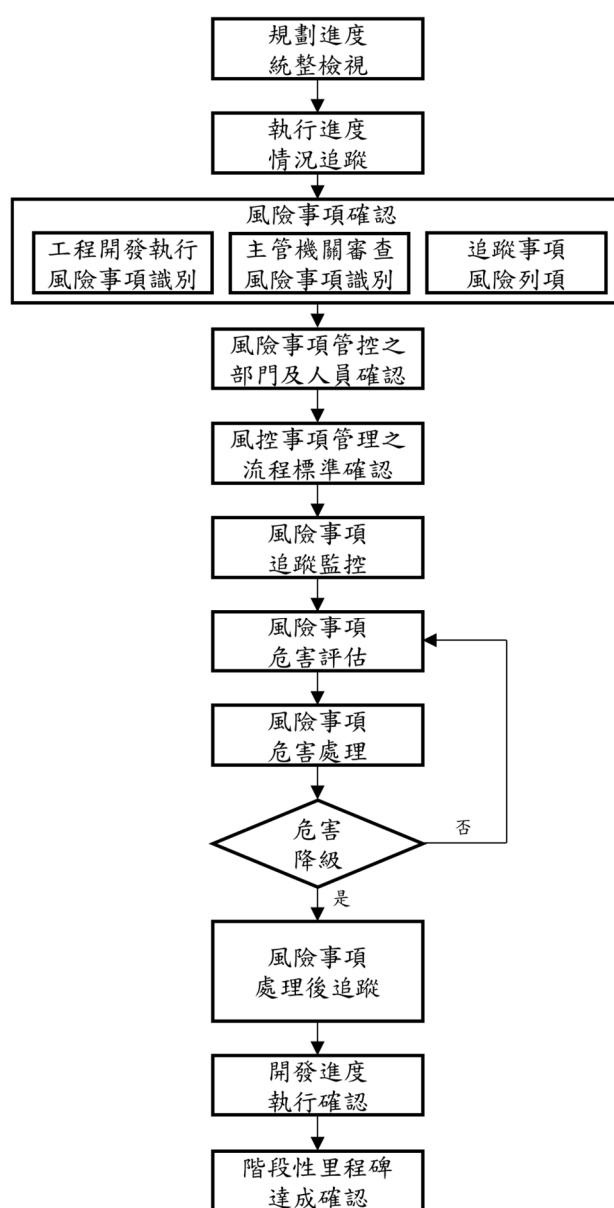 規劃進度
統整檢視
執行進度
情況追蹤
風險事項確認
工程開發執行
風險事項識別
主管機關審查
風險事項識別
追蹤事項
風險列項
風險事項管控之
部門及人員確認
風控事項管理之
流程標準確認
風險事項
追蹤監控
風險事項
危害評估
風險事項
危害處理
危害
降級
否
是
風險事項
處理後追蹤
開發進度
執行確認
階段性里程碑
達成確認